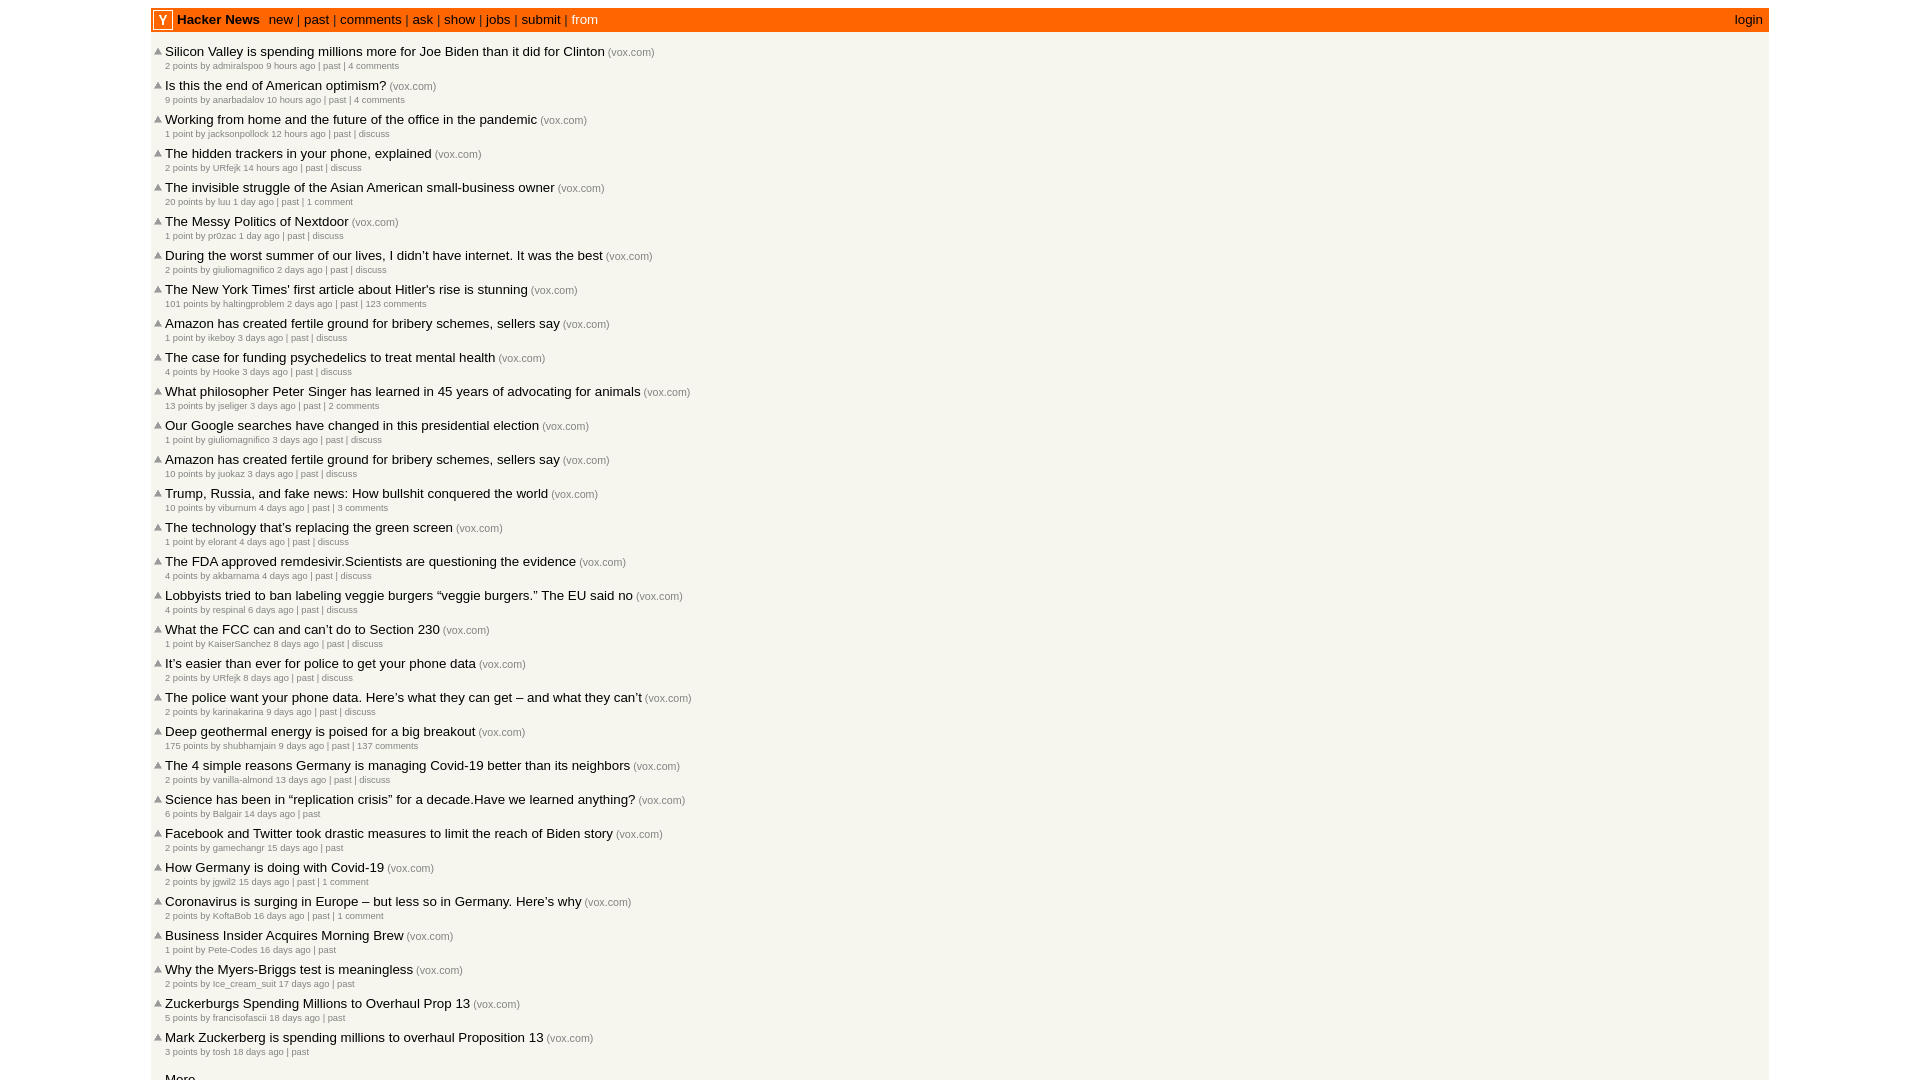 Y Hacker News new | past | comments | ask | show | jobs | submit | from login
Silicon Valley is spending millions more for Joe Biden than it did for Clinton (vox.com)
2 points by admiralspoo 9 hours ago | past | 4 comments
Is this the end of American optimism? (vox.com)
9 points by anarbadalov 10 hours ago | past | 4 comments
Working from home and the future of the office in the pandemic (vox.com)
1 point by jacksonpollock 12 hours ago | past | discuss
The hidden trackers in your phone, explained (vox.com)
2 points by URfejk 14 hours ago | past | discuss
The invisible struggle of the Asian American small-business owner (vox.com)
20 points by luu 1 day ago | past | 1 comment
The Messy Politics of Nextdoor (vox.com)
1 point by pr0zac 1 day ago | past | discuss
During the worst summer of our lives, I didn’t have internet. It was the best (vox.com)
2 points by giuliomagnifico 2 days ago | past | discuss
The New York Times' first article about Hitler's rise is stunning (vox.com)
101 points by haltingproblem 2 days ago | past | 123 comments
Amazon has created fertile ground for bribery schemes, sellers say (vox.com)
1 point by ikeboy 3 days ago | past | discuss
The case for funding psychedelics to treat mental health (vox.com)
4 points by Hooke 3 days ago | past | discuss
What philosopher Peter Singer has learned in 45 years of advocating for animals (vox.com)
13 points by jseliger 3 days ago | past | 2 comments
Our Google searches have changed in this presidential election (vox.com)
1 point by giuliomagnifico 3 days ago | past | discuss
Amazon has created fertile ground for bribery schemes, sellers say (vox.com)
10 points by juokaz 3 days ago | past | discuss
Trump, Russia, and fake news: How bullshit conquered the world (vox.com)
10 points by viburnum 4 days ago | past | 3 comments
The technology that’s replacing the green screen (vox.com)
1 point by elorant 4 days ago | past | discuss
The FDA approved remdesivir.Scientists are questioning the evidence (vox.com)
4 points by akbarnama 4 days ago | past | discuss
Lobbyists tried to ban labeling veggie burgers “veggie burgers.” The EU said no (vox.com)
4 points by respinal 6 days ago | past | discuss
What the FCC can and can’t do to Section 230 (vox.com)
1 point by KaiserSanchez 8 days ago | past | discuss
It’s easier than ever for police to get your phone data (vox.com)
2 points by URfejk 8 days ago | past | discuss
The police want your phone data. Here’s what they can get – and what they can’t (vox.com)
2 points by karinakarina 9 days ago | past | discuss
Deep geothermal energy is poised for a big breakout (vox.com)
175 points by shubhamjain 9 days ago | past | 137 comments
The 4 simple reasons Germany is managing Covid-19 better than its neighbors (vox.com)
2 points by vanilla-almond 13 days ago | past | discuss
Science has been in “replication crisis” for a decade.Have we learned anything? (vox.com)
6 points by Balgair 14 days ago | past
Facebook and Twitter took drastic measures to limit the reach of Biden story (vox.com)
2 points by gamechangr 15 days ago | past
How Germany is doing with Covid-19 (vox.com)
2 points by jgwil2 15 days ago | past | 1 comment
Coronavirus is surging in Europe – but less so in Germany. Here’s why (vox.com)
2 points by KoftaBob 16 days ago | past | 1 comment
Business Insider Acquires Morning Brew (vox.com)
1 point by Pete-Codes 16 days ago | past
Why the Myers-Briggs test is meaningless (vox.com)
2 points by Ice_cream_suit 17 days ago | past
Zuckerburgs Spending Millions to Overhaul Prop 13 (vox.com)
5 points by francisofascii 18 days ago | past
Mark Zuckerberg is spending millions to overhaul Proposition 13 (vox.com)
3 points by tosh 18 days ago | past
More